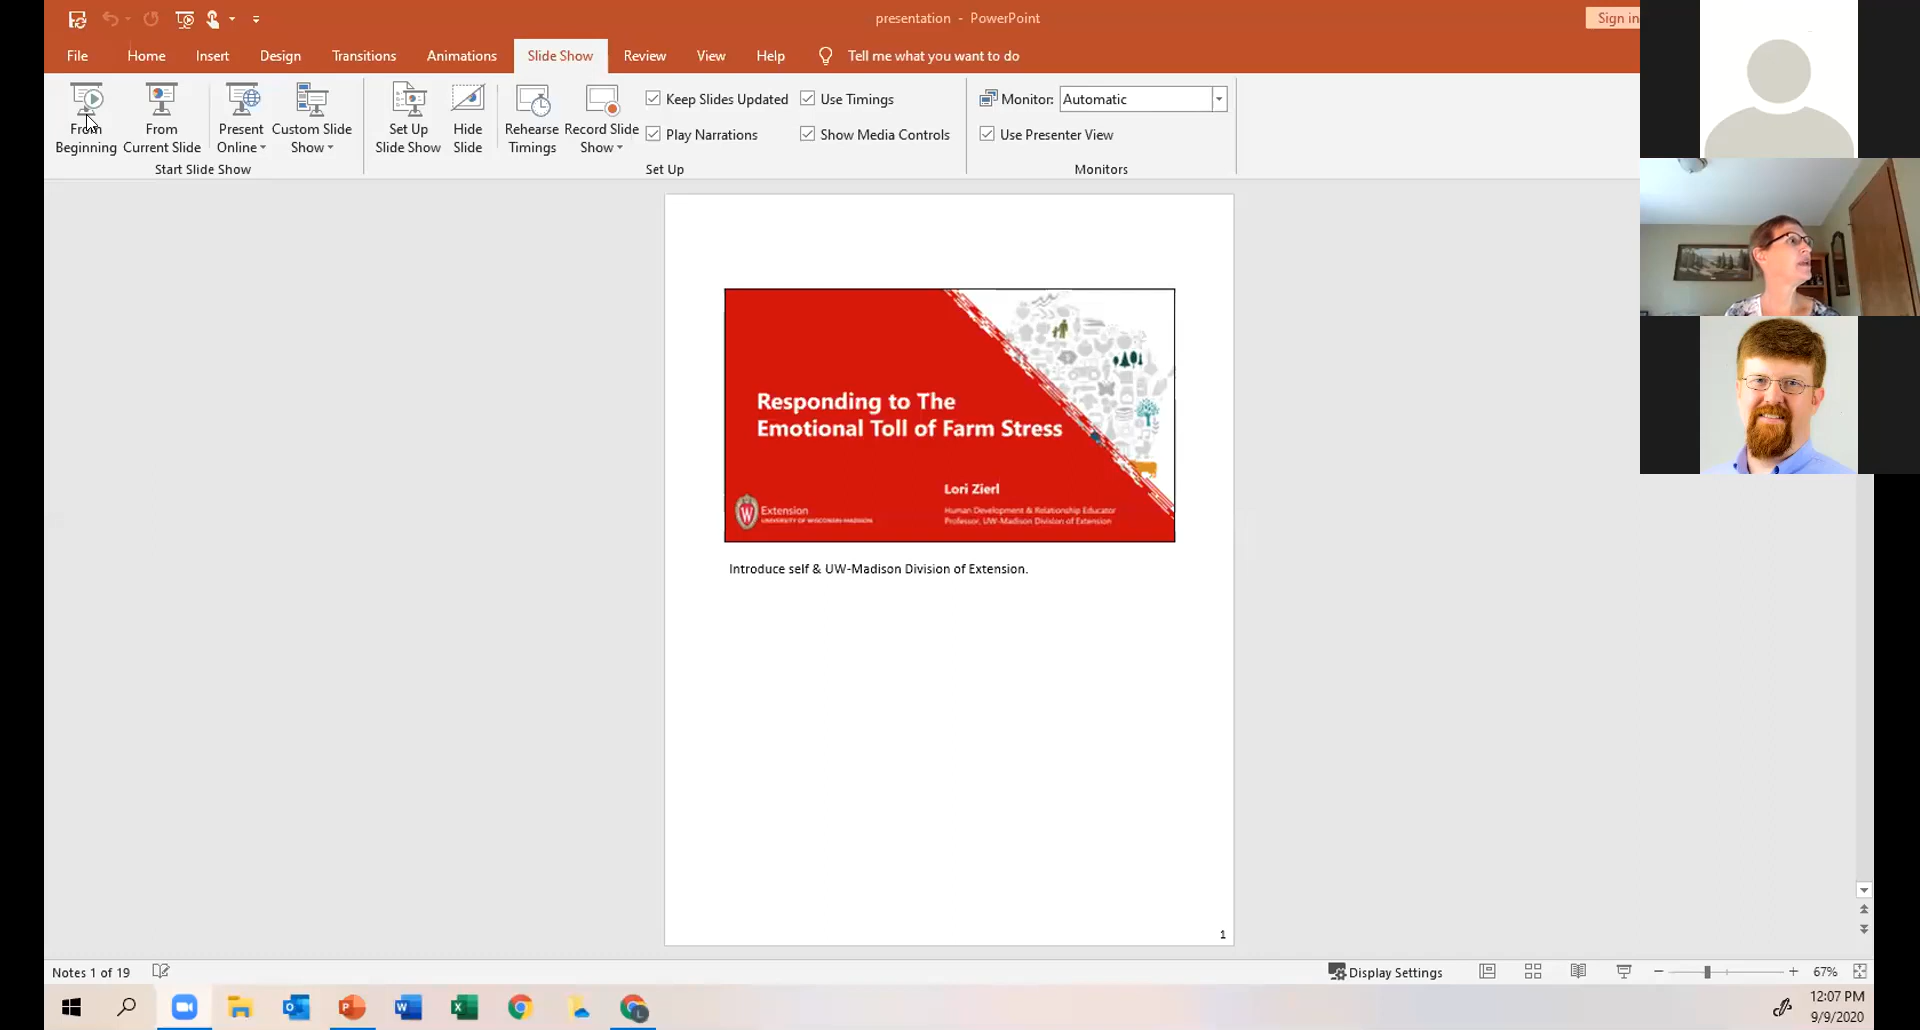 presentation - PowerPoint
Sign in
File Home Insert Design Transitions Animations Slide Show Review View Help Tell me what you want to do
From Beginning
From Current Slide
Present Online
Custom Slide Show
Start Slide Show
Set Up Slide Show
Hide Slide
Rehearse Timings
Record Slide Show
Keep Slides Updated
Play Narrations
Use Timings
Show Media Controls
Set Up
Monitor: Automatic
Use Presenter View
Monitors
Responding to The
Emotional Toll of Farm Stress
Lori Zierl
Human Development & Relationship Educator
Professor, UW-Madison Division of Extension
W
Extension
UNIVERSITY OF WISCONSIN-MADISON
Introduce self & UW-Madison Division of Extension.
1
Notes 1 of 19
Display Settings
67%
12:07 PM
9/9/2020